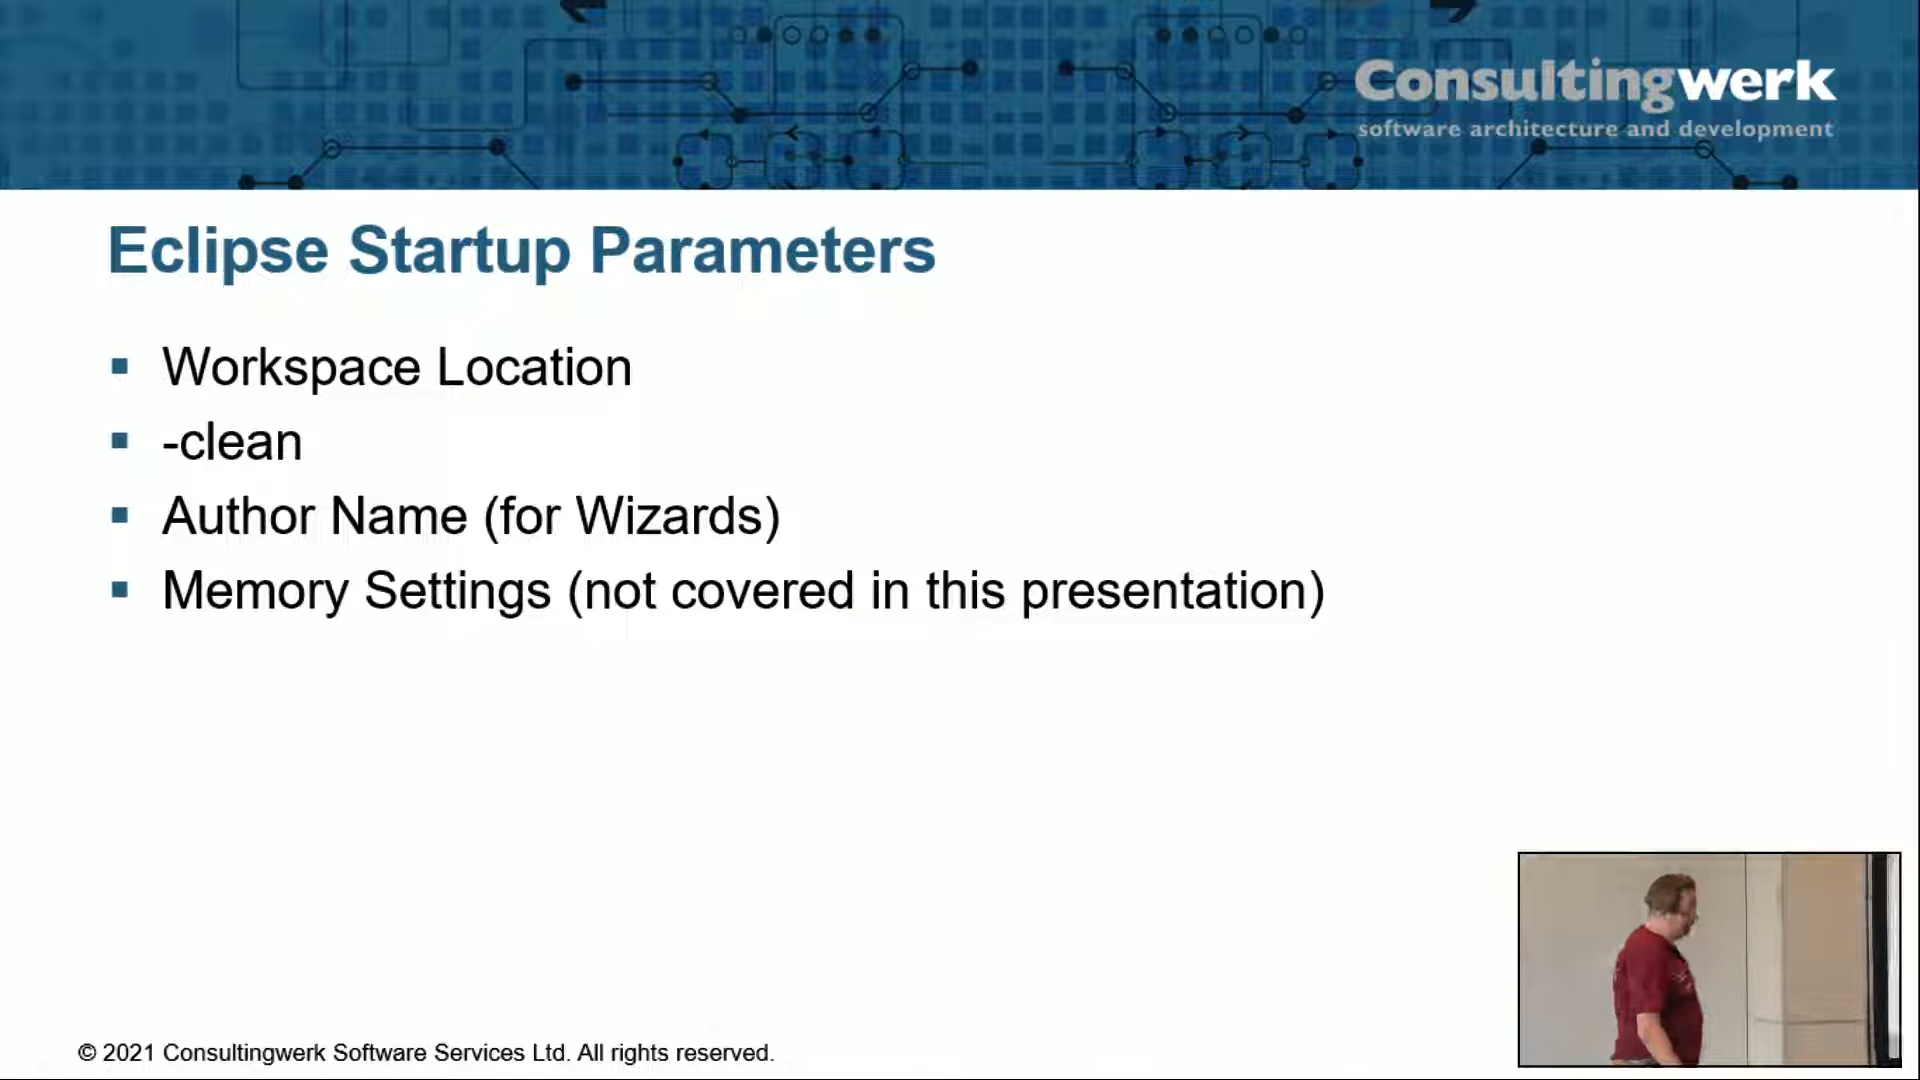 Consultingwerk
software architecture and development
Eclipse Startup Parameters
Workspace Location
-clean
Author Name (for Wizards)
Memory Settings (not covered in this presentation)
© 2021 Consultingwerk Software Services Ltd. All rights reserved.